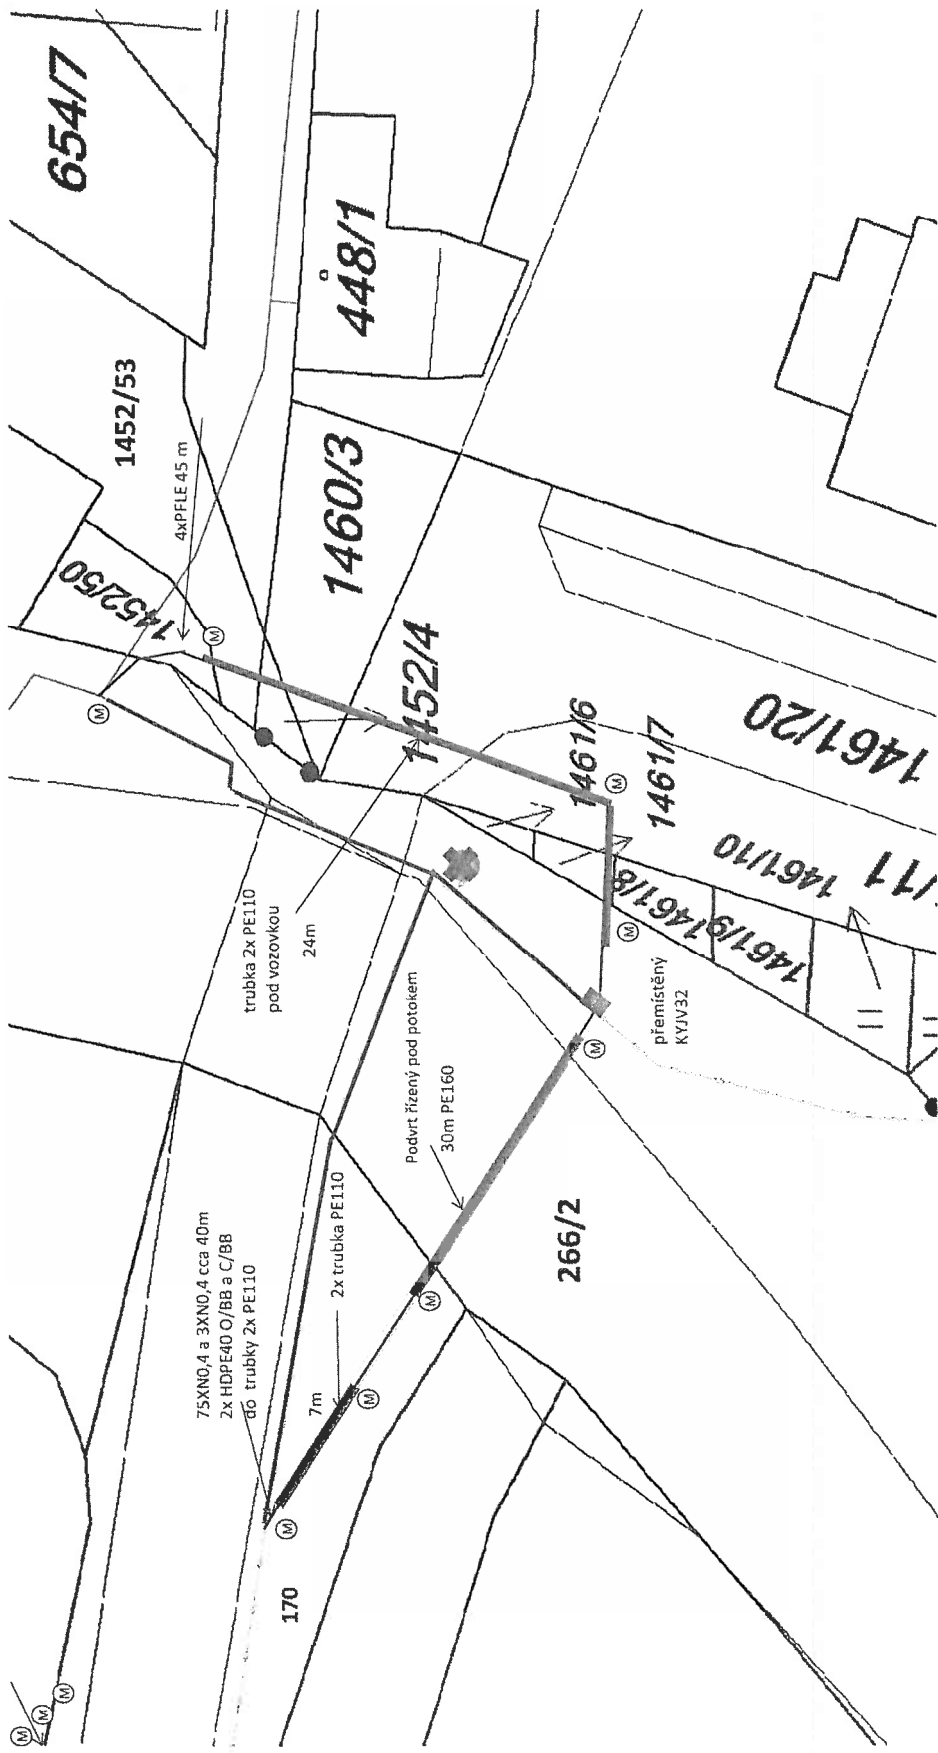 654/7
448/1
1452/53
4xPFLE 45 m
1460/3
1452/50
M
M
1452/4
1461/6
1461/7
M
1461/20
1461/10
1461/8
1461/9
/11
M
trubka 2x PE110
pod vozovkou
24m
přemístěný
KYJV32
M
Podvrt řízený pod potokem
30m PE160
266/2
M
2x trubka PE110
7m
M
75XN0,4 a 3XN0,4 cca 40m
2x HDPE40 O/BB a C/BB
do trubky 2x PE110
M
170
M
M
M